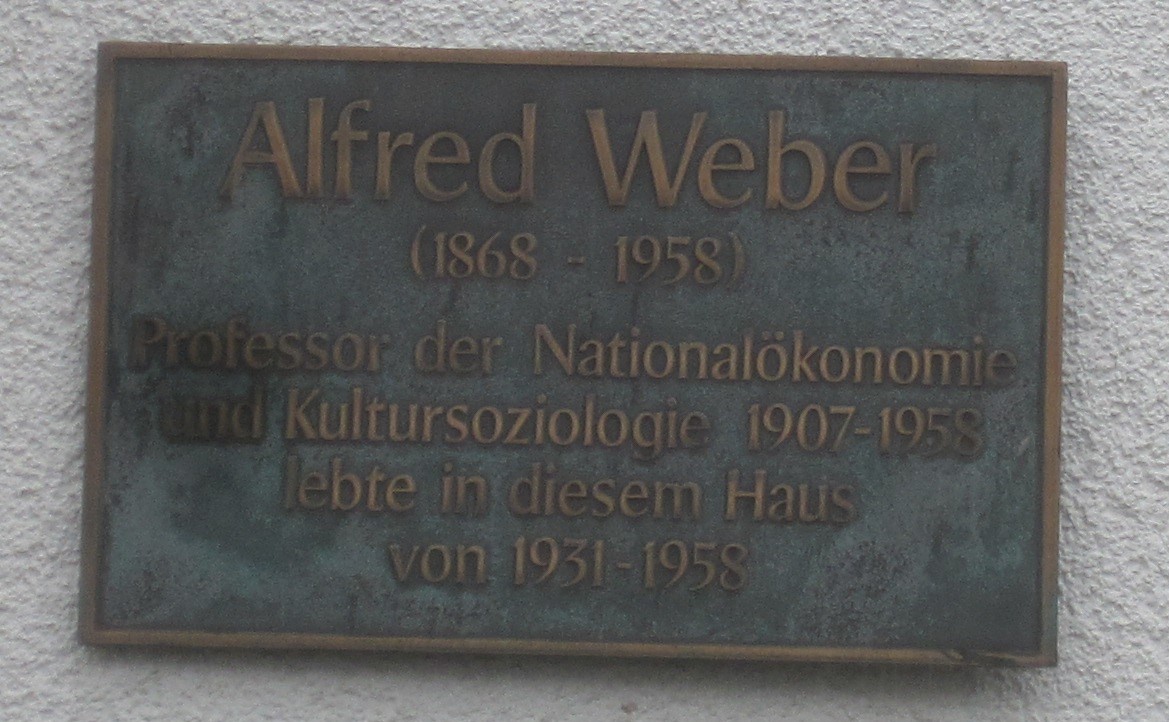 Alfred Weber
(1868 - 1958)
Professor der Nationalökonomie
und Kultursoziologie 1907-1958
lebte in diesem Haus
von 1931-1958